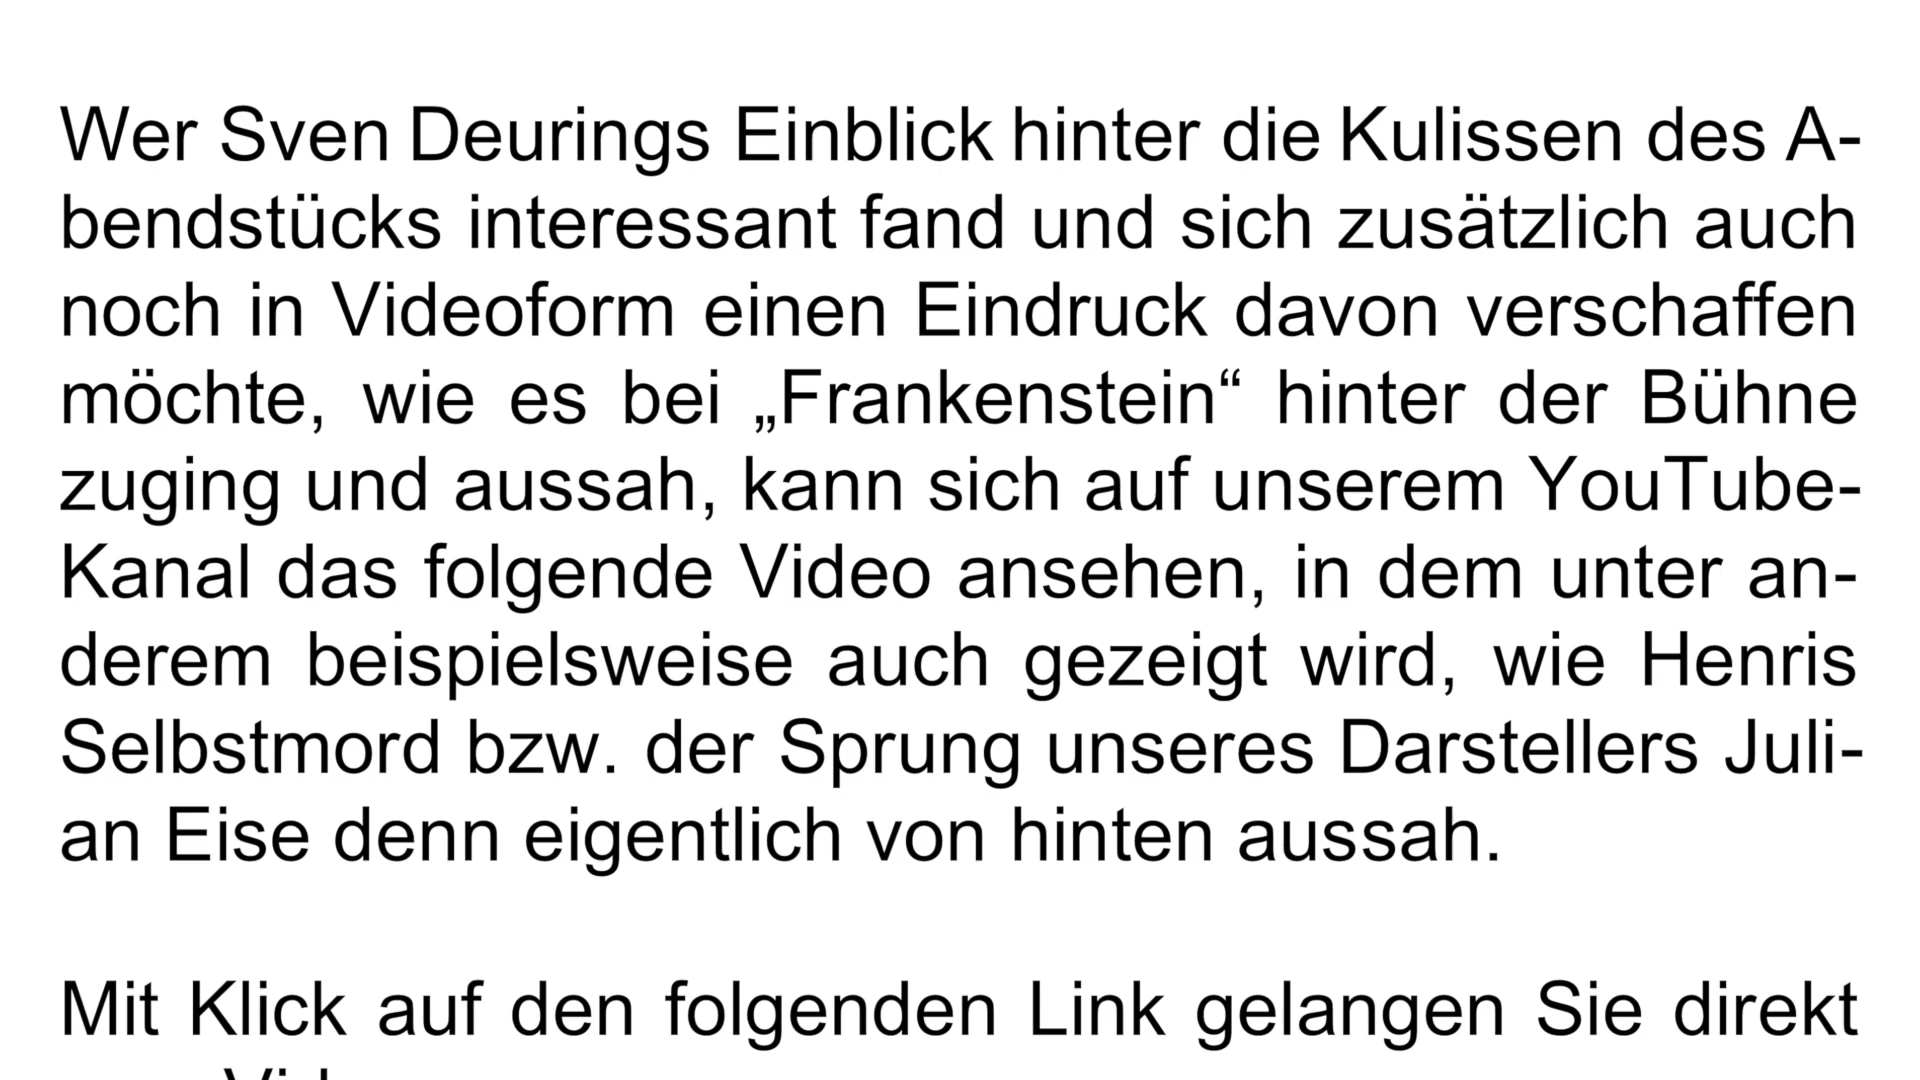 Wer Sven Deurings Einblick hinter die Kulissen des A-
bendstücks interessant fand und sich zusätzlich auch
noch in Videoform einen Eindruck davon verschaffen
möchte, wie es bei „Frankenstein“ hinter der Bühne
zuging und aussah, kann sich auf unserem YouTube-
Kanal das folgende Video ansehen, in dem unter an-
derem beispielsweise auch gezeigt wird, wie Henris
Selbstmord bzw. der Sprung unseres Darstellers Juli-
an Eise denn eigentlich von hinten aussah.
Mit Klick auf den folgenden Link gelangen Sie direkt